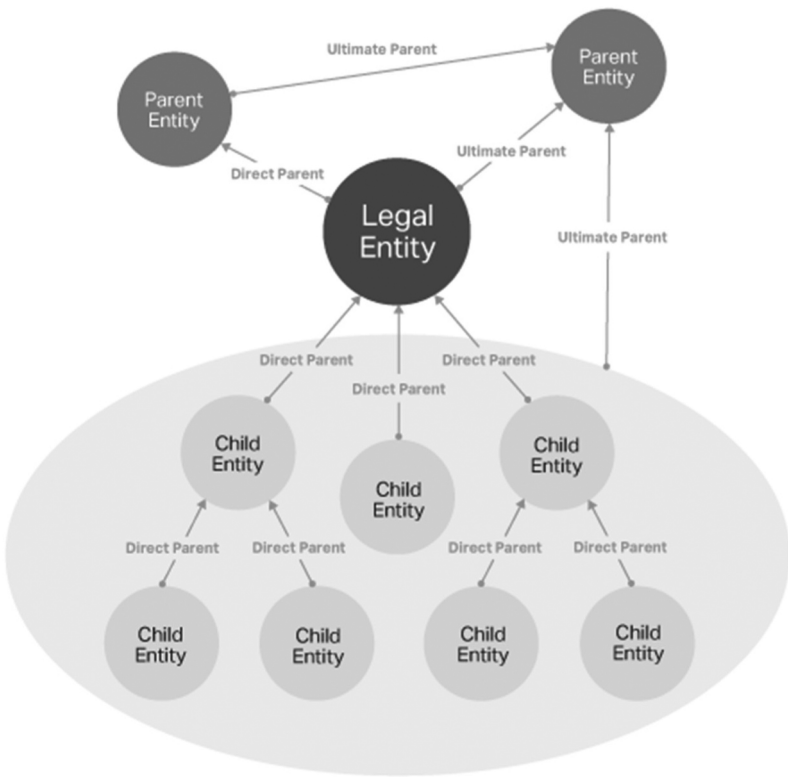 Ultimate Parent
Parent
Entity
Parent
Entity
Ultimate Parent
Direct Parent
Legal
Entity
Ultimate Parent
Direct Parent
Direct Parent
Direct Parent
Child
Entity
Child
Entity
Child
Entity
Direct Parent
Direct Parent
Direct Parent
Direct Parent
Child
Entity
Child
Entity
Child
Entity
Child
Entity